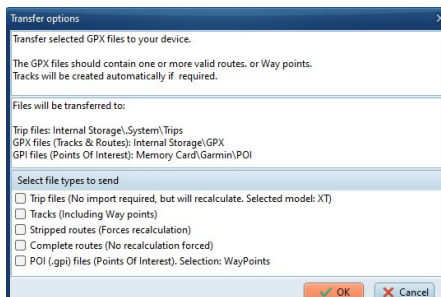 Transfer options
Transfer selected GPX files to your device.
The GPX files should contain one or more valid routes. or Way points.
Tracks will be created automatically if required.
Files will be transferred to:
Trip files: Internal Storage\.System\Trips
GPX files (Tracks & Routes): Internal Storage\GPX
GPI files (Points Of Interest): Memory Card\Garmin\POI
Select file types to send
Trip files (No import required, but will recalculate. Selected model: XT)
Tracks (Including Way points)
Stripped routes (Forces recalculation)
Complete routes (No recalculation forced)
POI (.gpi) files (Points Of Interest). Selection: WayPoints
OK Cancel